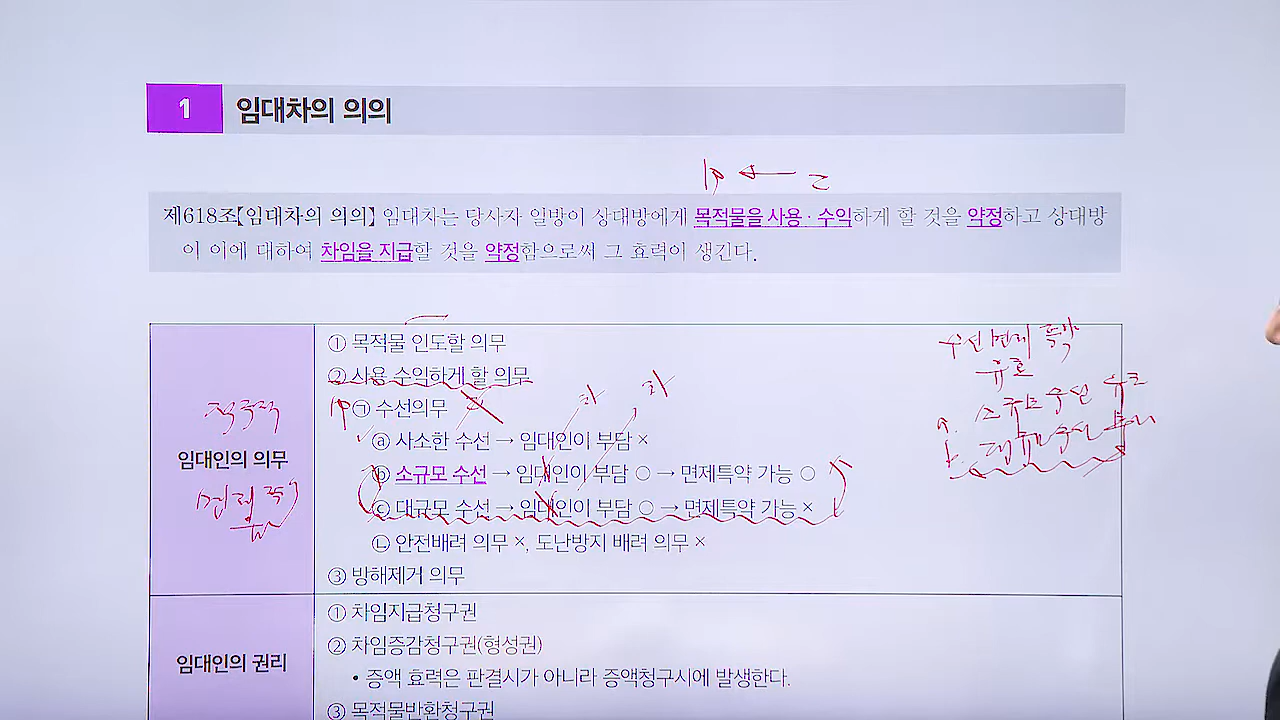 1 임대차의 의의
제618조【임대차의 의의】 임대차는 당사자 일방이 상대방에게 목적물을 사용·수익하게 할 것을 약정하고 상대방
이 이에 대하여 차임을 지급할 것을 약정함으로써 그 효력이 생긴다.
임대인의 의무
① 목적물 인도할 의무
② 사용·수익하게 할 의무
㉠ 수선의무
ⓐ 사소한 수선 → 임대인이 부담 ×
ⓑ 소규모 수선 → 임대인이 부담 ○ → 면제특약 가능 ○
ⓒ 대규모 수선 → 임대인이 부담 ○ → 면제특약 가능 ×
㉡ 안전배려 의무 ×, 도난방지 배려 의무 ×
③ 방해제거 의무
적극적
수선 면제 특약
유효
임대인의 권리
① 차임지급청구권
② 차임증감청구권(형성권)
• 증액 효력은 판결시가 아니라 증액청구시에 발생한다.
③ 목적물반환청구권